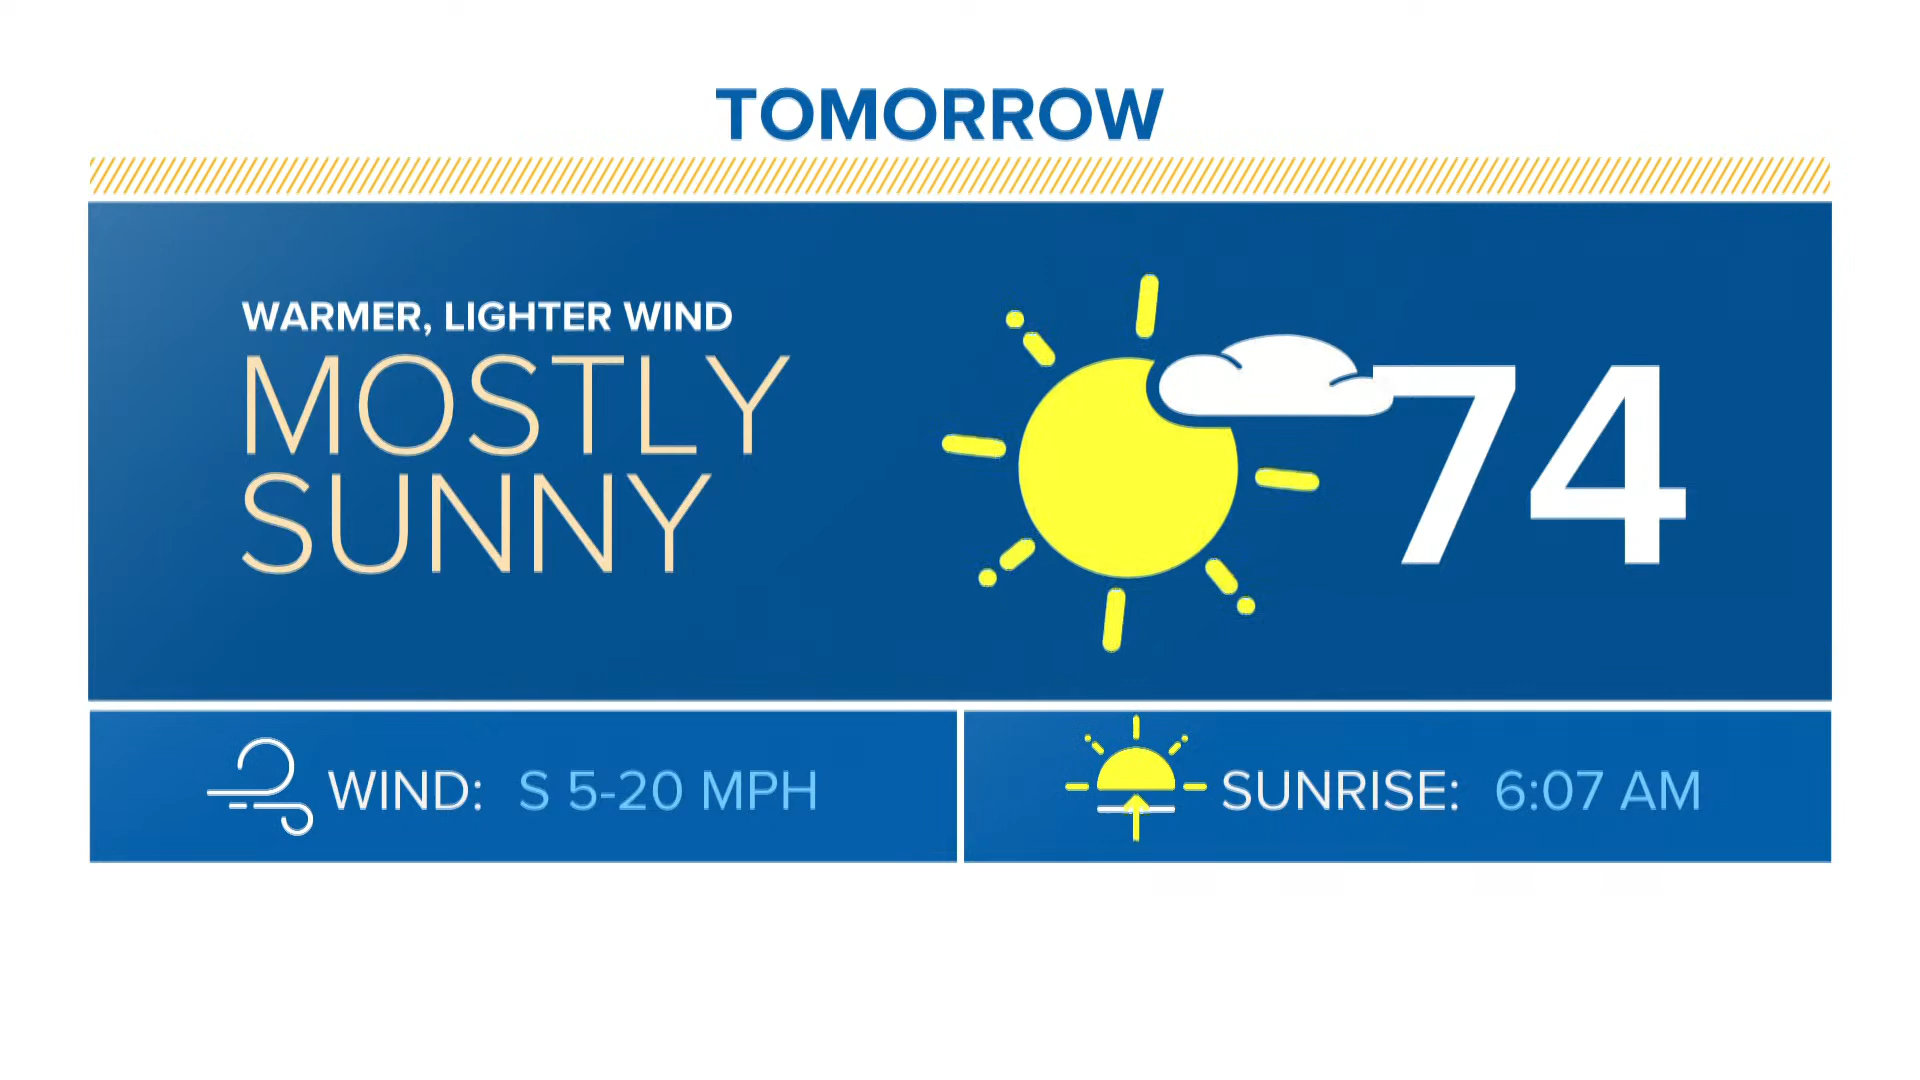 TOMORROW
WARMER, LIGHTER WIND
MOSTLY
SUNNY
74
WIND: S 5-20 MPH
SUNRISE: 6:07 AM